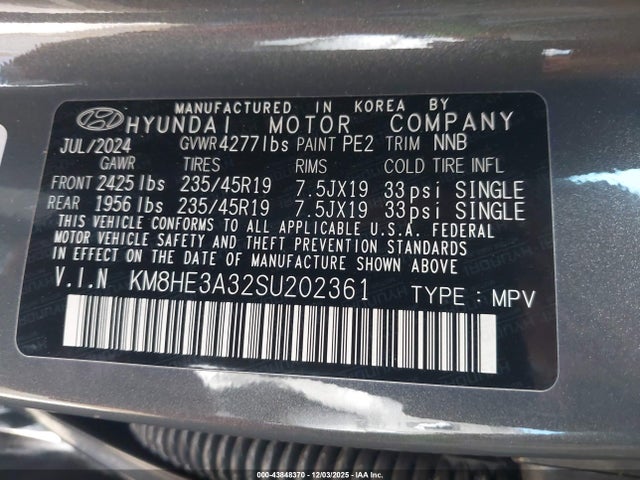 MANUFACTURED IN KOREA BY
HYUNDAI MOTOR COMPANY
JUL/2024 GVWR 4277lbs PAINT PE2 TRIM NNB
GAWR TIRES RIMS COLD TIRE INFL
FRONT 2425lbs 235/45R19 7.5JX19 33psi SINGLE
REAR 1956lbs 235/45R19 7.5JX19 33psi SINGLE
THIS VEHICLE CONFORMS TO ALL APPLICABLE U.S.A. FEDERAL
MOTOR VEHICLE SAFETY AND THEFT PREVENTION STANDARDS
IN EFFECT ON THE DATE OF MANUFACTURE SHOWN ABOVE
V.I.N KM8HE3A32SU202361 TYPE : MPV
000-43848370 - 12/03/2025 - IAA Inc.